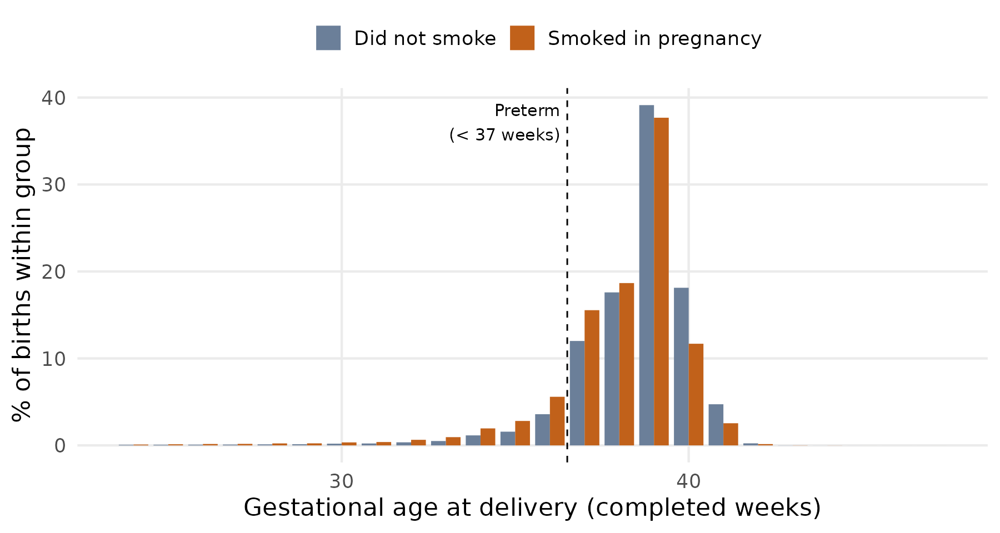 Did not smoke Smoked in pregnancy
40
Preterm
(< 37 weeks)
30
20
10
0
% of births within group
30 40
Gestational age at delivery (completed weeks)